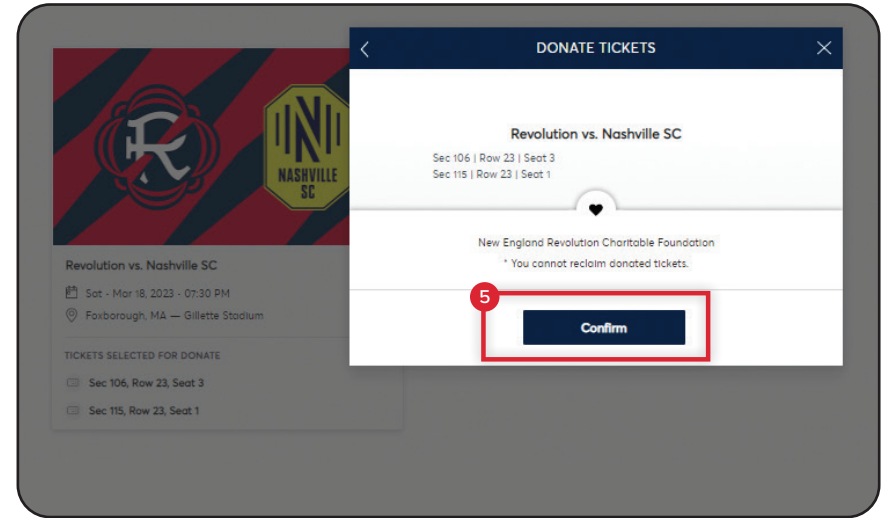 DONATE TICKETS
Revolution vs. Nashville SC
Sec 106 | Row 23 | Seat 3
Sec 115 | Row 23 | Seat 1
New England Revolution Charitable Foundation
* You cannot reclaim donated tickets.
5
Confirm
R
N
NASHVILLE
SC
Revolution vs. Nashville SC
Sat - Mar 18, 2023 - 07:30 PM
Foxborough, MA — Gillette Stadium
TICKETS SELECTED FOR DONATE
Sec 106, Row 23, Seat 3
Sec 115, Row 23, Seat 1